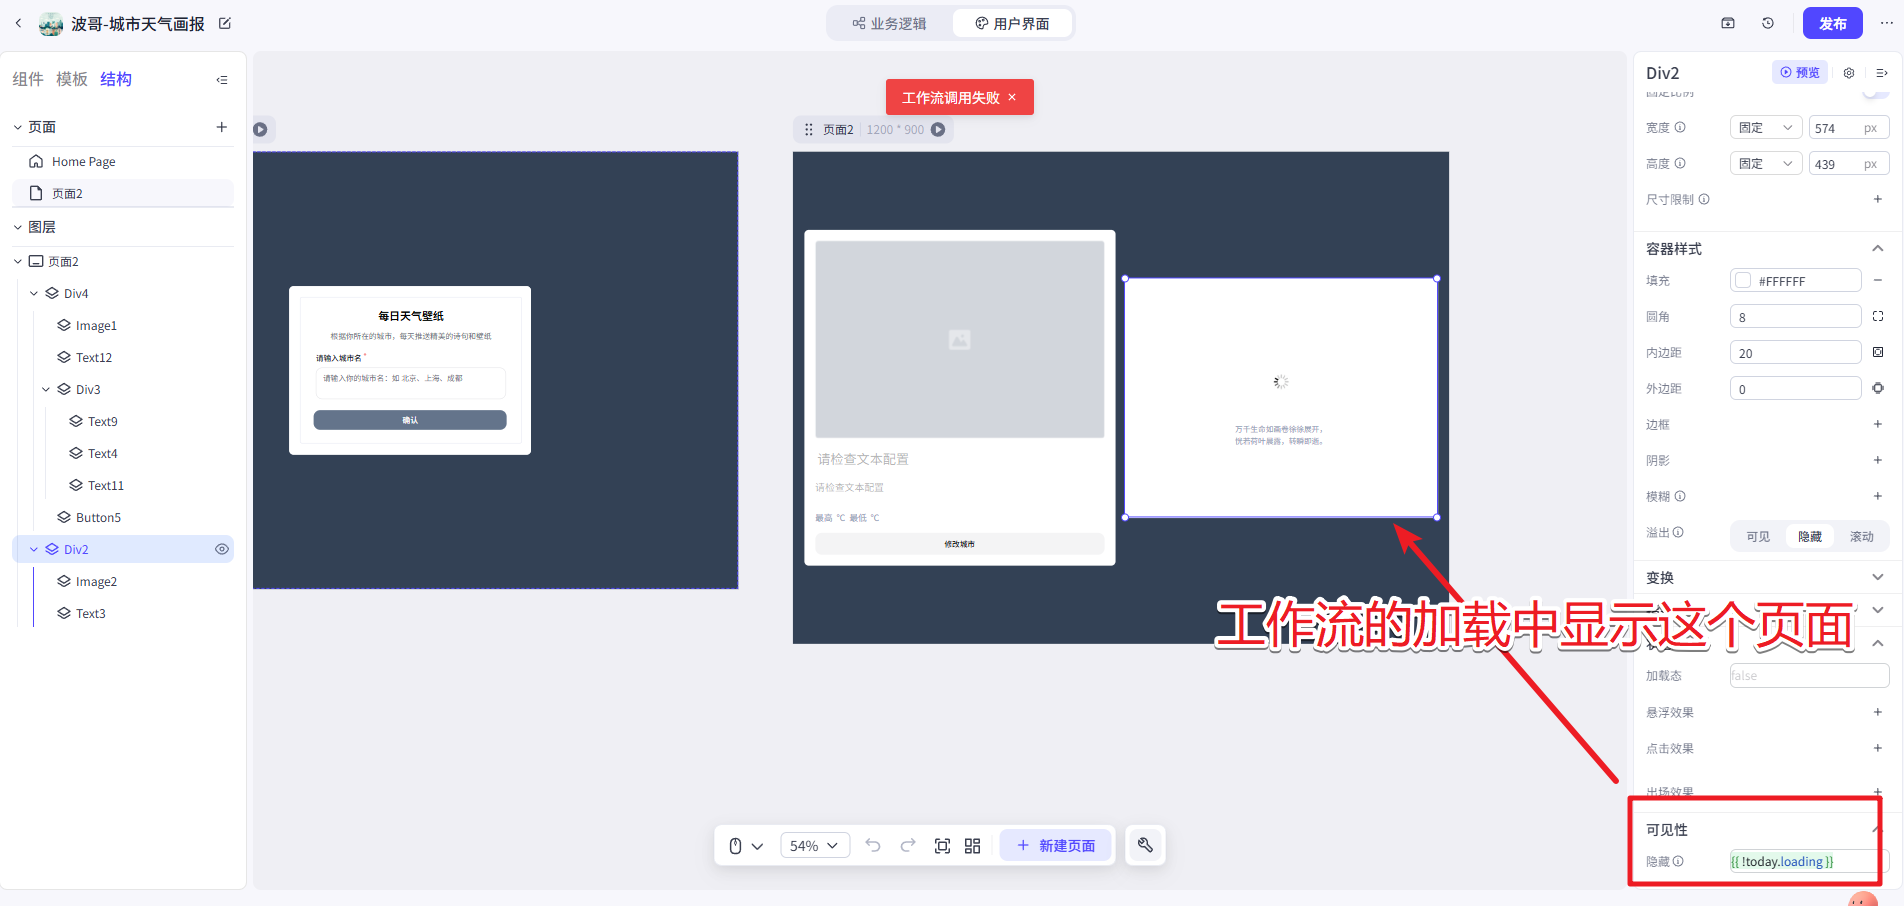 波哥-城市天气画报
业务逻辑
用户界面
发布
组件 模板 结构
页面
Home Page
页面2
图层
页面2
Div4
Image1
Text12
Div3
Text9
Text4
Text11
Button5
Div2
Image2
Text3
工作流调用失败 ×
页面2 1200 * 900
每日天气壁纸
根据你所在的城市，每天推送精美的诗句和壁纸
请输入城市名 *
请输入你的城市名：如 北京、上海、成都
确认
请检查文本配置
请检查文本配置
最高 ℃ 最低 ℃
修改城市
万千生命如画卷徐徐展开，
恍若荷叶晨露，转瞬即逝。
工作流的加载中显示这个页面
54%
新建页面
Div2
预览
固定比例
宽度 固定 574 px
高度 固定 439 px
尺寸限制
容器样式
填充 #FFFFFF
圆角 8
内边距 20
外边距 0
边框
阴影
模糊
溢出 可见 隐藏 滚动
变换
加载态 false
悬浮效果
点击效果
出场效果
可见性
隐藏 {{ !today.loading }}